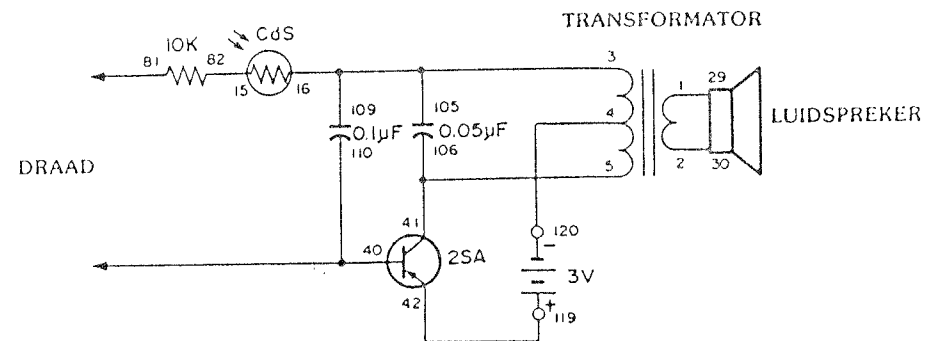 TRANSFORMATOR
10K
CdS
81
82
15
16
3
109
0.1µF
110
105
0.05µF
106
4
5
1
2
29
30
LUIDSPREKER
DRAAD
41
40
2SA
42
120
−
3V
+
119